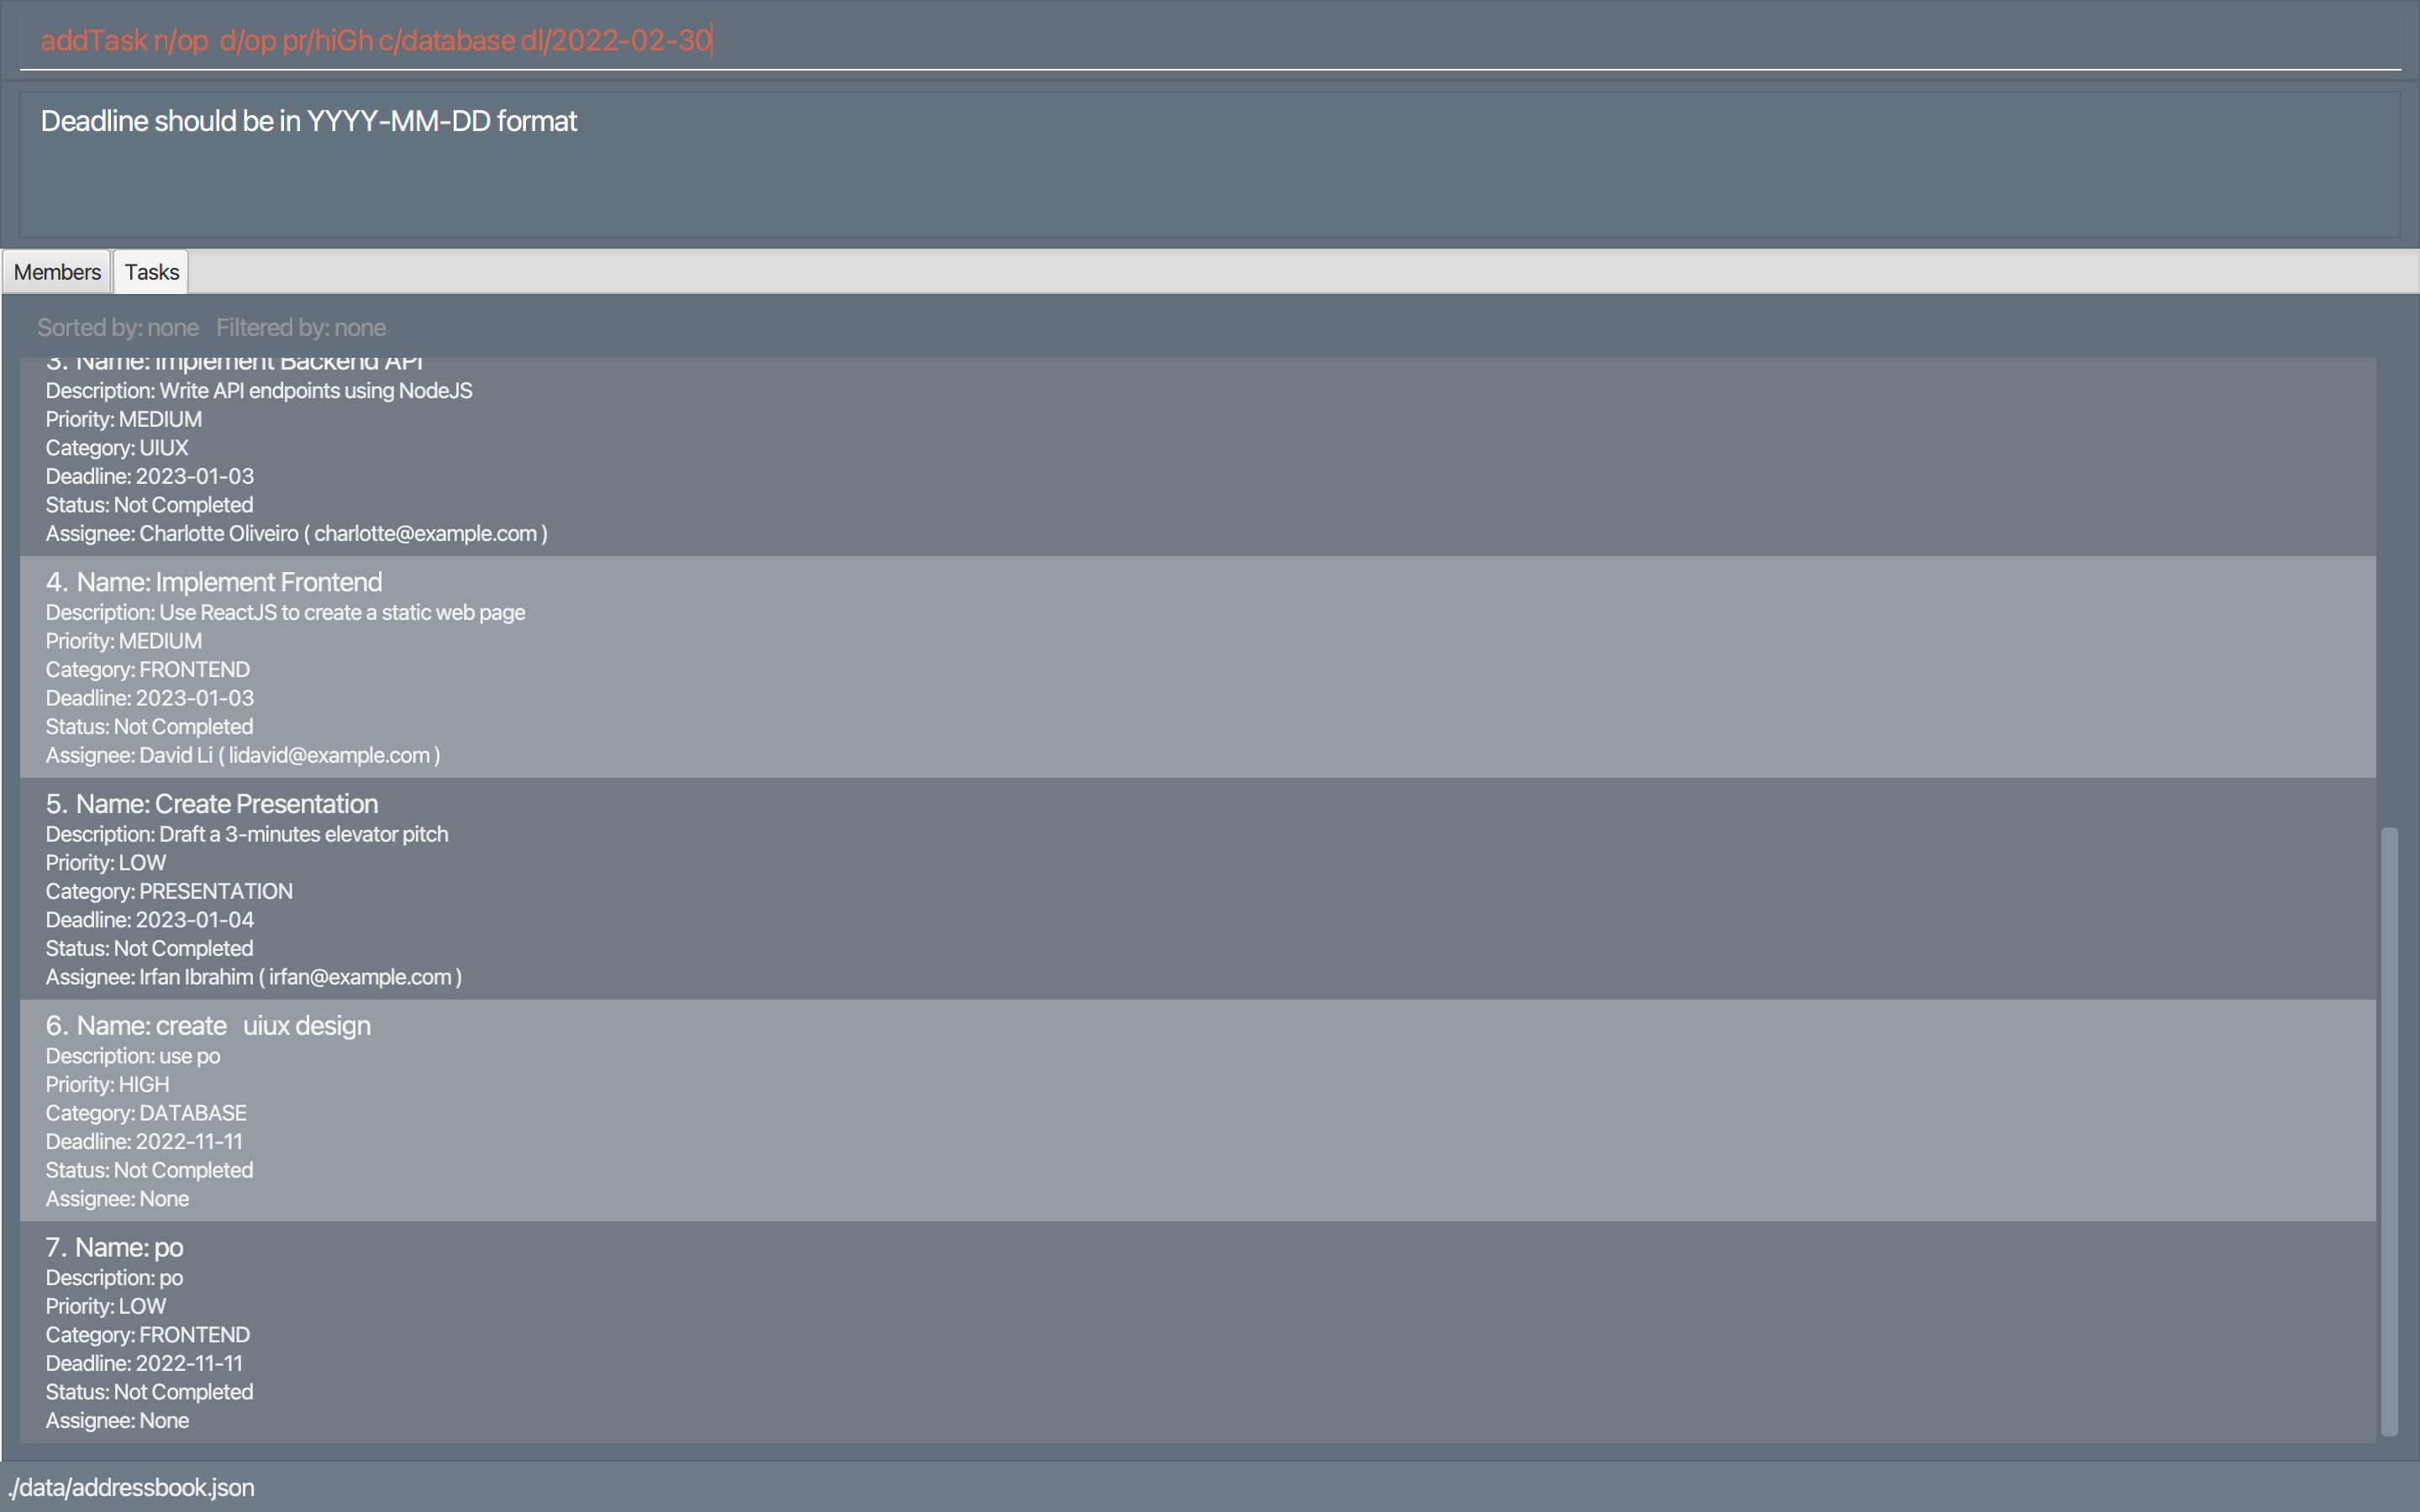 addTask n/op  d/op pr/hiGh c/database dl/2022-02-30
Deadline should be in YYYY-MM-DD format
Members Tasks
Sorted by: none Filtered by: none
3. Name: Implement Backend API
Description: Write API endpoints using NodeJS
Priority: MEDIUM
Category: UIUX
Deadline: 2023-01-03
Status: Not Completed
Assignee: Charlotte Oliveiro ( charlotte@example.com )
4. Name: Implement Frontend
Description: Use ReactJS to create a static web page
Priority: MEDIUM
Category: FRONTEND
Deadline: 2023-01-03
Status: Not Completed
Assignee: David Li ( lidavid@example.com )
5. Name: Create Presentation
Description: Draft a 3-minutes elevator pitch
Priority: LOW
Category: PRESENTATION
Deadline: 2023-01-04
Status: Not Completed
Assignee: Irfan Ibrahim ( irfan@example.com )
6. Name: create   uiux design
Description: use po
Priority: HIGH
Category: DATABASE
Deadline: 2022-11-11
Status: Not Completed
Assignee: None
7. Name: po
Description: po
Priority: LOW
Category: FRONTEND
Deadline: 2022-11-11
Status: Not Completed
Assignee: None
./data/addressbook.json